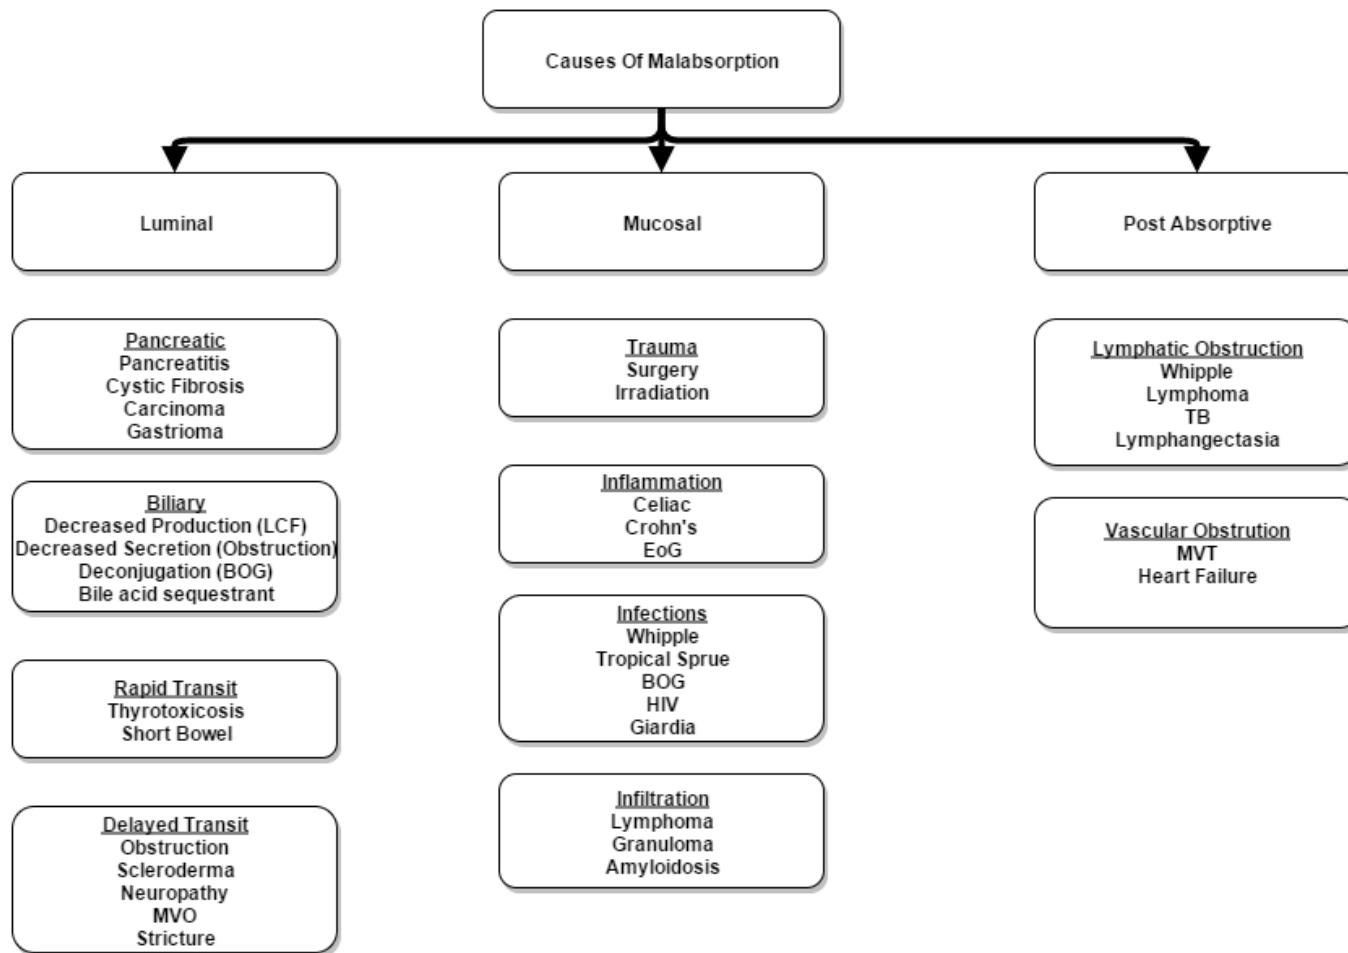 Causes Of Malabsorption
Luminal
Mucosal
Post Absorptive
Pancreatic
Pancreatitis
Cystic Fibrosis
Carcinoma
Gastrioma
Biliary
Decreased Production (LCF)
Decreased Secretion (Obstruction)
Deconjugation (BOG)
Bile acid sequestrant
Rapid Transit
Thyrotoxicosis
Short Bowel
Delayed Transit
Obstruction
Scleroderma
Neuropathy
MVO
Stricture
Trauma
Surgery
Irradiation
Inflammation
Celiac
Crohn's
EoG
Infections
Whipple
Tropical Sprue
BOG
HIV
Giardia
Infiltration
Lymphoma
Granuloma
Amyloidosis
Lymphatic Obstruction
Whipple
Lymphoma
TB
Lymphangectasia
Vascular Obstrution
MVT
Heart Failure